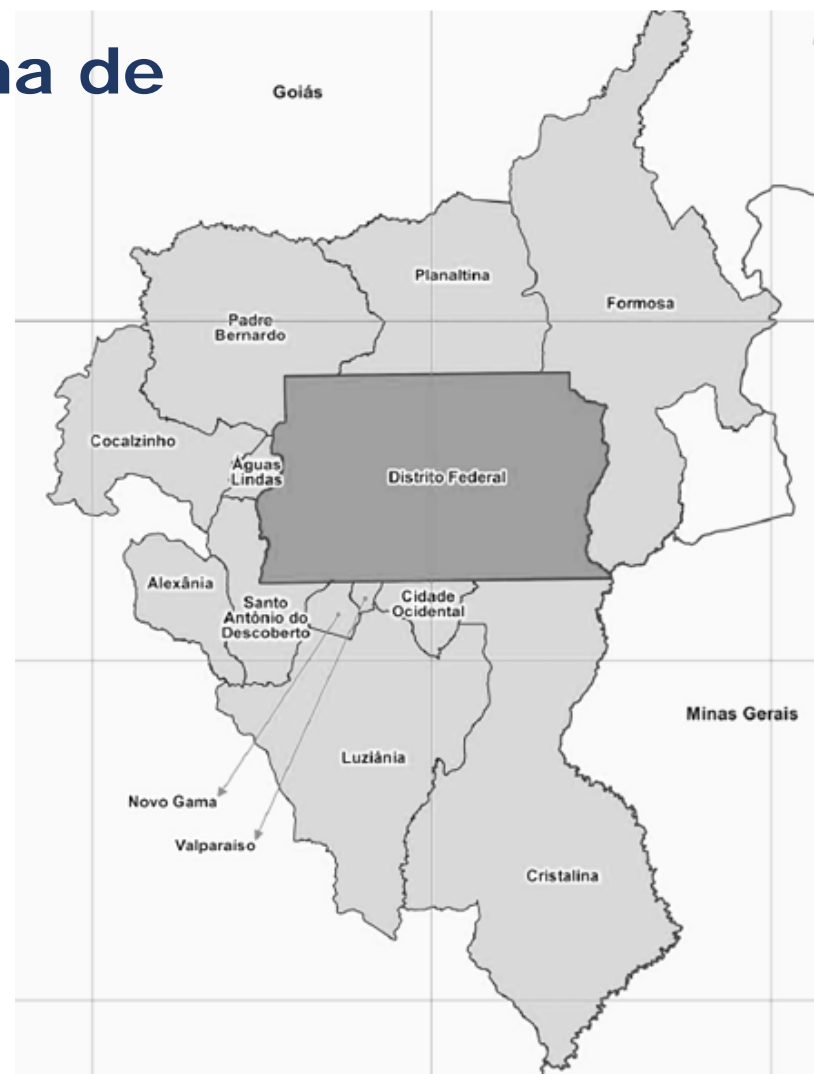 na de
Goiás
Planaltina
Formosa
Padre
Bernardo
Cocalzinho
Águas
Lindas
Distrito Federal
Alexânia
Cidade
Ocidental
Santo
Antônio do
Descoberto
Minas Gerais
Luziânia
Novo Gama
Valparaiso
Cristalina